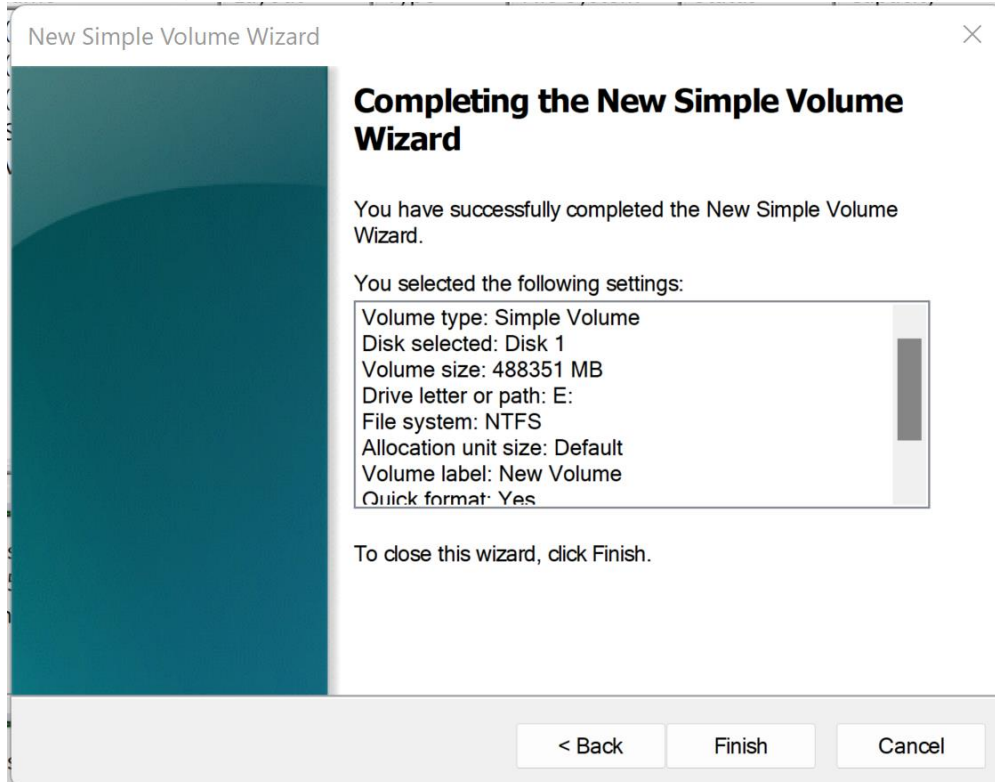 New Simple Volume Wizard
Completing the New Simple Volume
Wizard
You have successfully completed the New Simple Volume
Wizard.
You selected the following settings:
Volume type: Simple Volume
Disk selected: Disk 1
Volume size: 488351 MB
Drive letter or path: E:
File system: NTFS
Allocation unit size: Default
Volume label: New Volume
Quick format: Yes
To close this wizard, click Finish.
< Back
Finish
Cancel